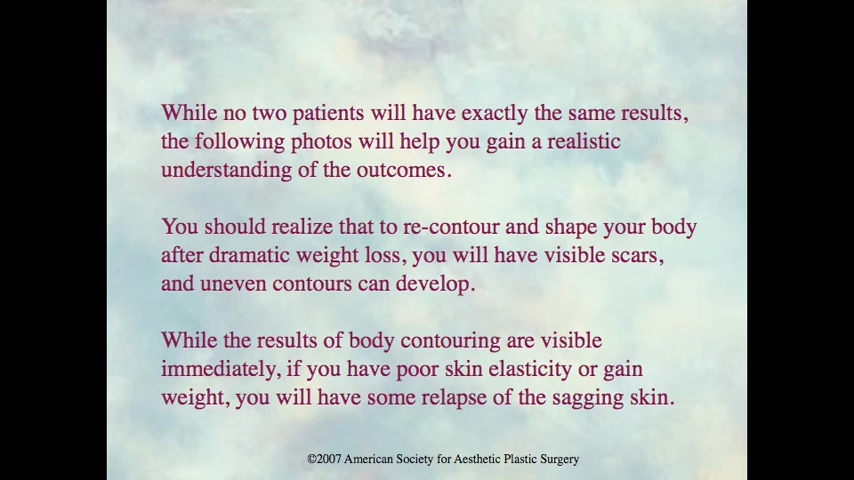 While no two patients will have exactly the same results,
the following photos will help you gain a realistic
understanding of the outcomes.
You should realize that to re-contour and shape your body
after dramatic weight loss, you will have visible scars,
and uneven contours can develop.
While the results of body contouring are visible
immediately, if you have poor skin elasticity or gain
weight, you will have some relapse of the sagging skin.
©2007 American Society for Aesthetic Plastic Surgery